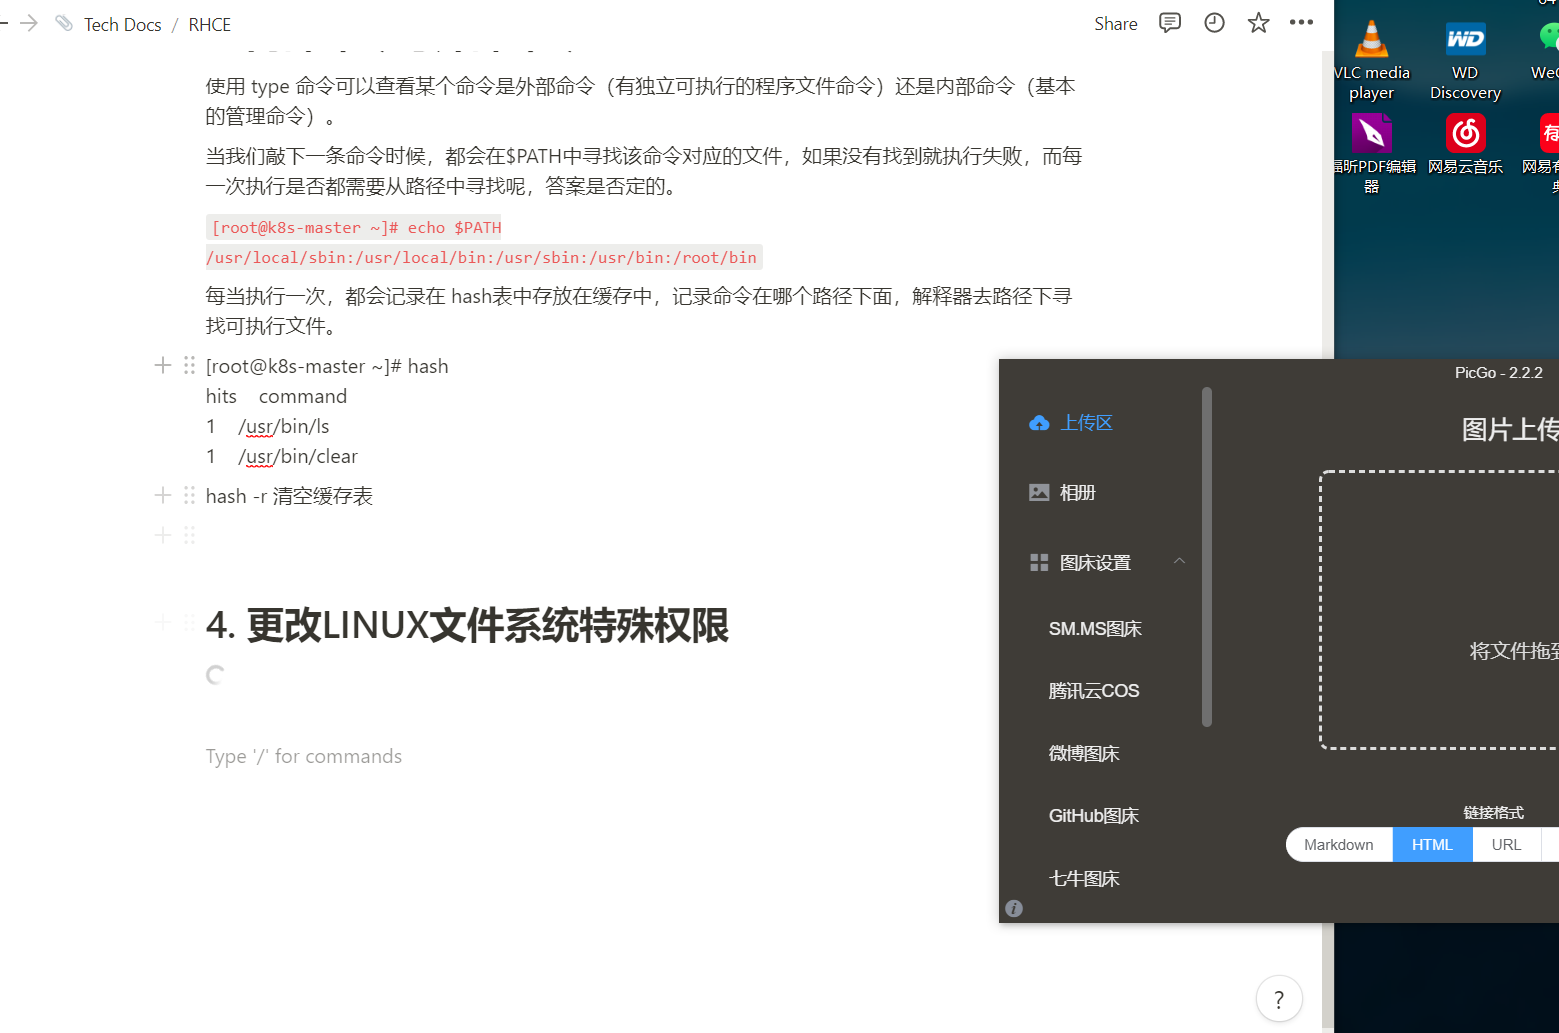 Tech Docs / RHCE
Share
使用 type 命令可以查看某个命令是外部命令（有独立可执行的程序文件命令）还是内部命令（基本
的管理命令）。
当我们敲下一条命令时候，都会在$PATH中寻找该命令对应的文件，如果没有找到就执行失败，而每
一次执行是否都需要从路径中寻找呢，答案是否定的。
[root@k8s-master ~]# echo $PATH
/usr/local/sbin:/usr/local/bin:/usr/sbin:/usr/bin:/root/bin
每当执行一次，都会记录在 hash表中存放在缓存中，记录命令在哪个路径下面，解释器去路径下寻
找可执行文件。
[root@k8s-master ~]# hash
hits command
1 /usr/bin/ls
1 /usr/bin/clear
hash -r 清空缓存表
4. 更改LINUX文件系统特殊权限
Type '/' for commands
?
VLC media
player
WD
WD
Discovery
福昕PDF编辑
器
网易云音乐
网易有
PicGo - 2.2.2
上传区
相册
图床设置
SM.MS图床
腾讯云COS
微博图床
GitHub图床
七牛图床
图片上传
将文件拖到
链接格式
Markdown
HTML
URL